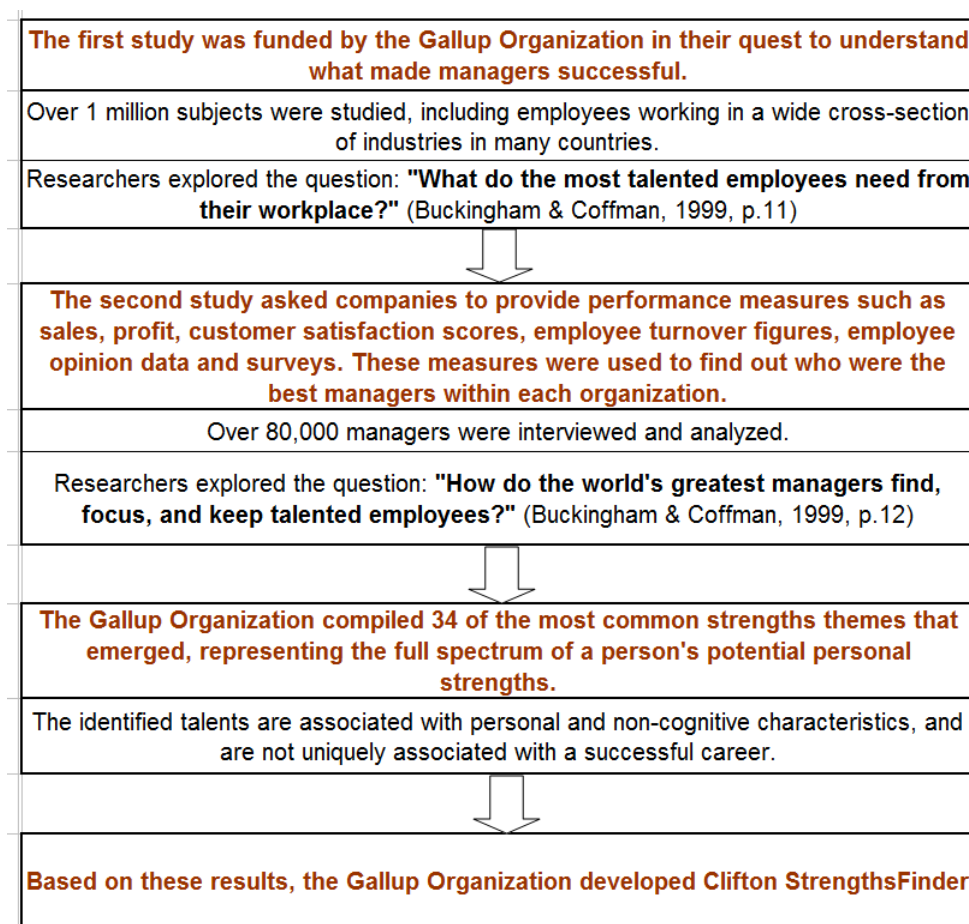 The first study was funded by the Gallup Organization in their quest to understand
what made managers successful.
Over 1 million subjects were studied, including employees working in a wide cross-section
of industries in many countries.
Researchers explored the question: "What do the most talented employees need from
their workplace?" (Buckingham & Coffman, 1999, p.11)
The second study asked companies to provide performance measures such as
sales, profit, customer satisfaction scores, employee turnover figures, employee
opinion data and surveys. These measures were used to find out who were the
best managers within each organization.
Over 80,000 managers were interviewed and analyzed.
Researchers explored the question: "How do the world's greatest managers find,
focus, and keep talented employees?" (Buckingham & Coffman, 1999, p.12)
The Gallup Organization compiled 34 of the most common strengths themes that
emerged, representing the full spectrum of a person's potential personal
strengths.
The identified talents are associated with personal and non-cognitive characteristics, and
are not uniquely associated with a successful career.
Based on these results, the Gallup Organization developed Clifton StrengthsFinder